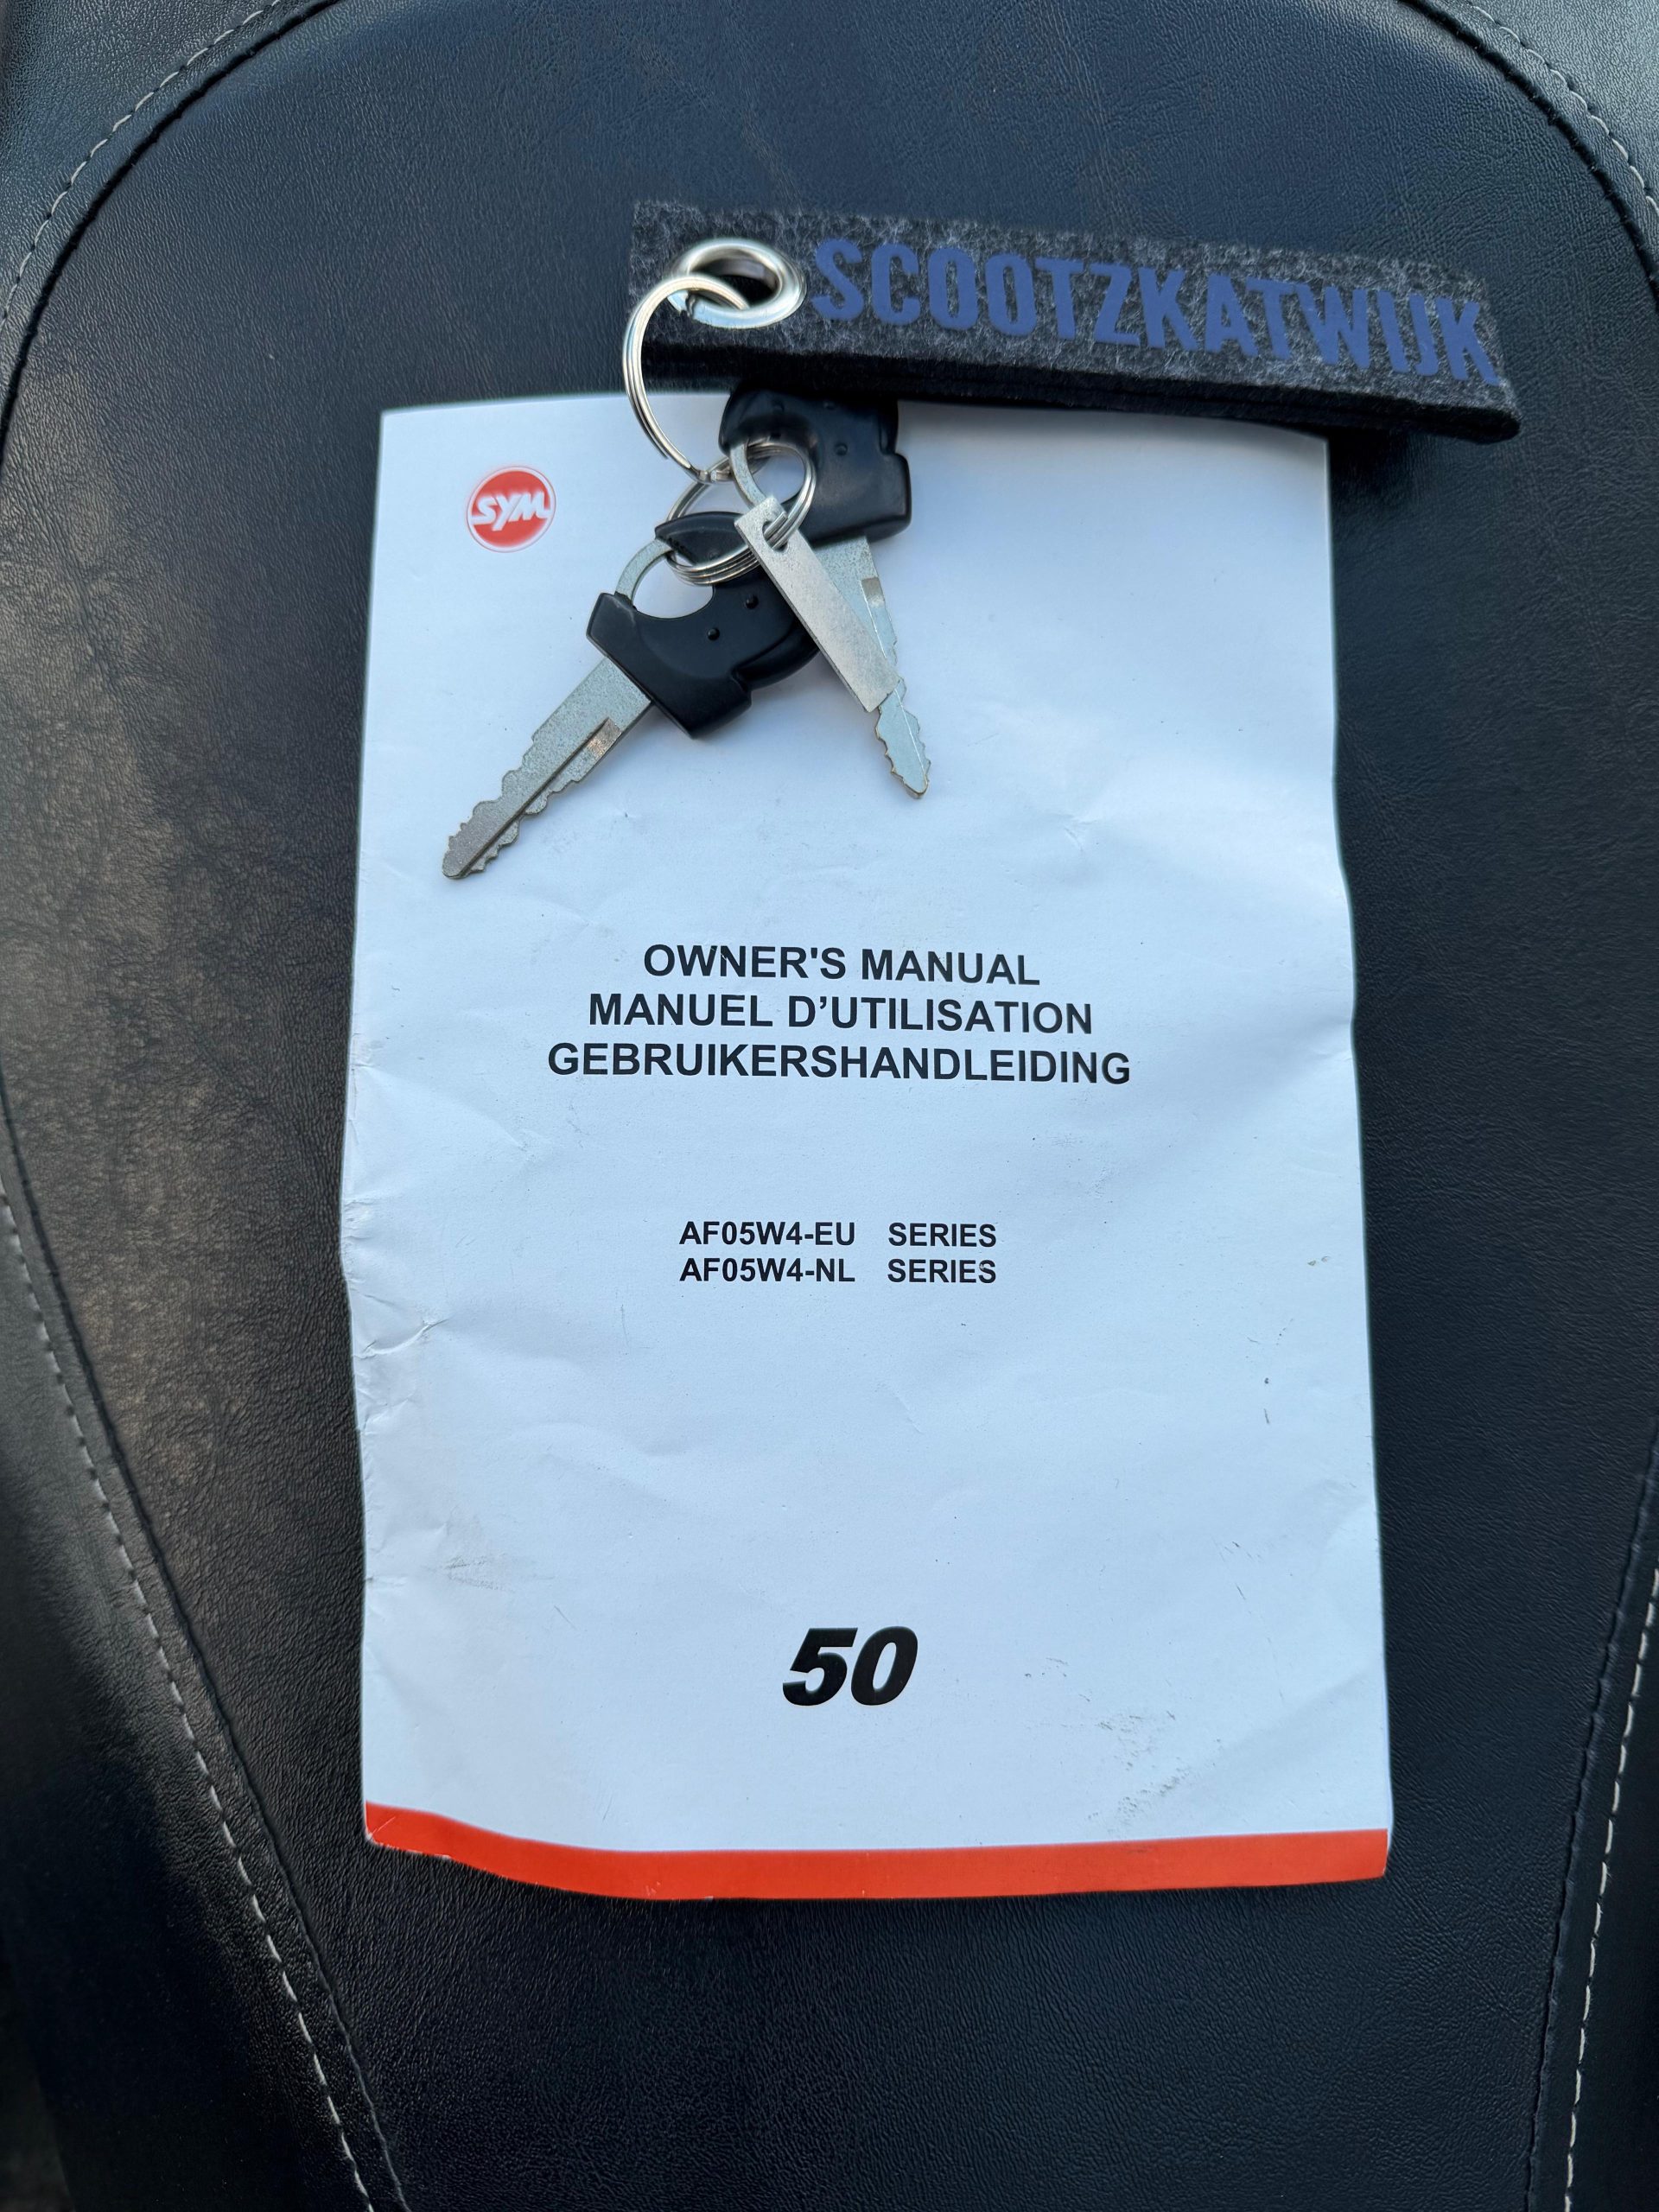 SCOOTZKATWIJK
SYM
OWNER'S MANUAL
MANUEL D’UTILISATION
GEBRUIKERSHANDLEIDING
AF05W4-EU SERIES
AF05W4-NL SERIES
50